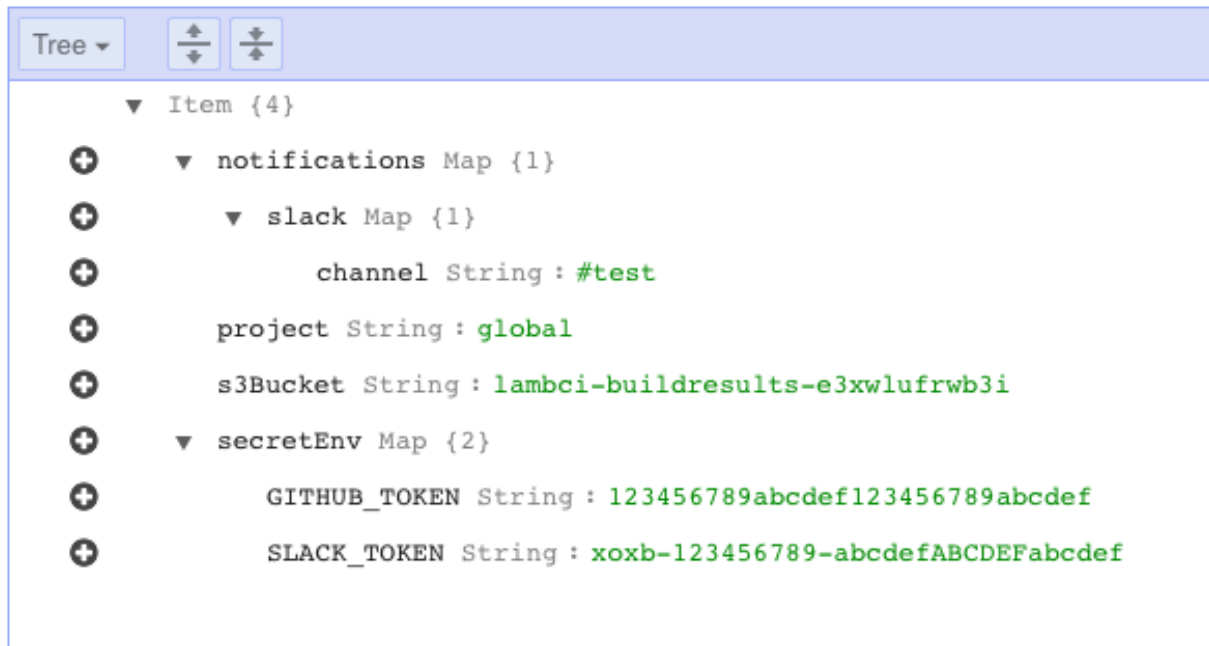 Tree
Item {4}
notifications Map {1}
slack Map {1}
channel String : #test
project String : global
s3Bucket String : lambci-buildresults-e3xwlufrwb3i
secretEnv Map {2}
GITHUB_TOKEN String : 123456789abcdef123456789abcdef
SLACK_TOKEN String : xoxb-123456789-abcdefABCDEFabcdef